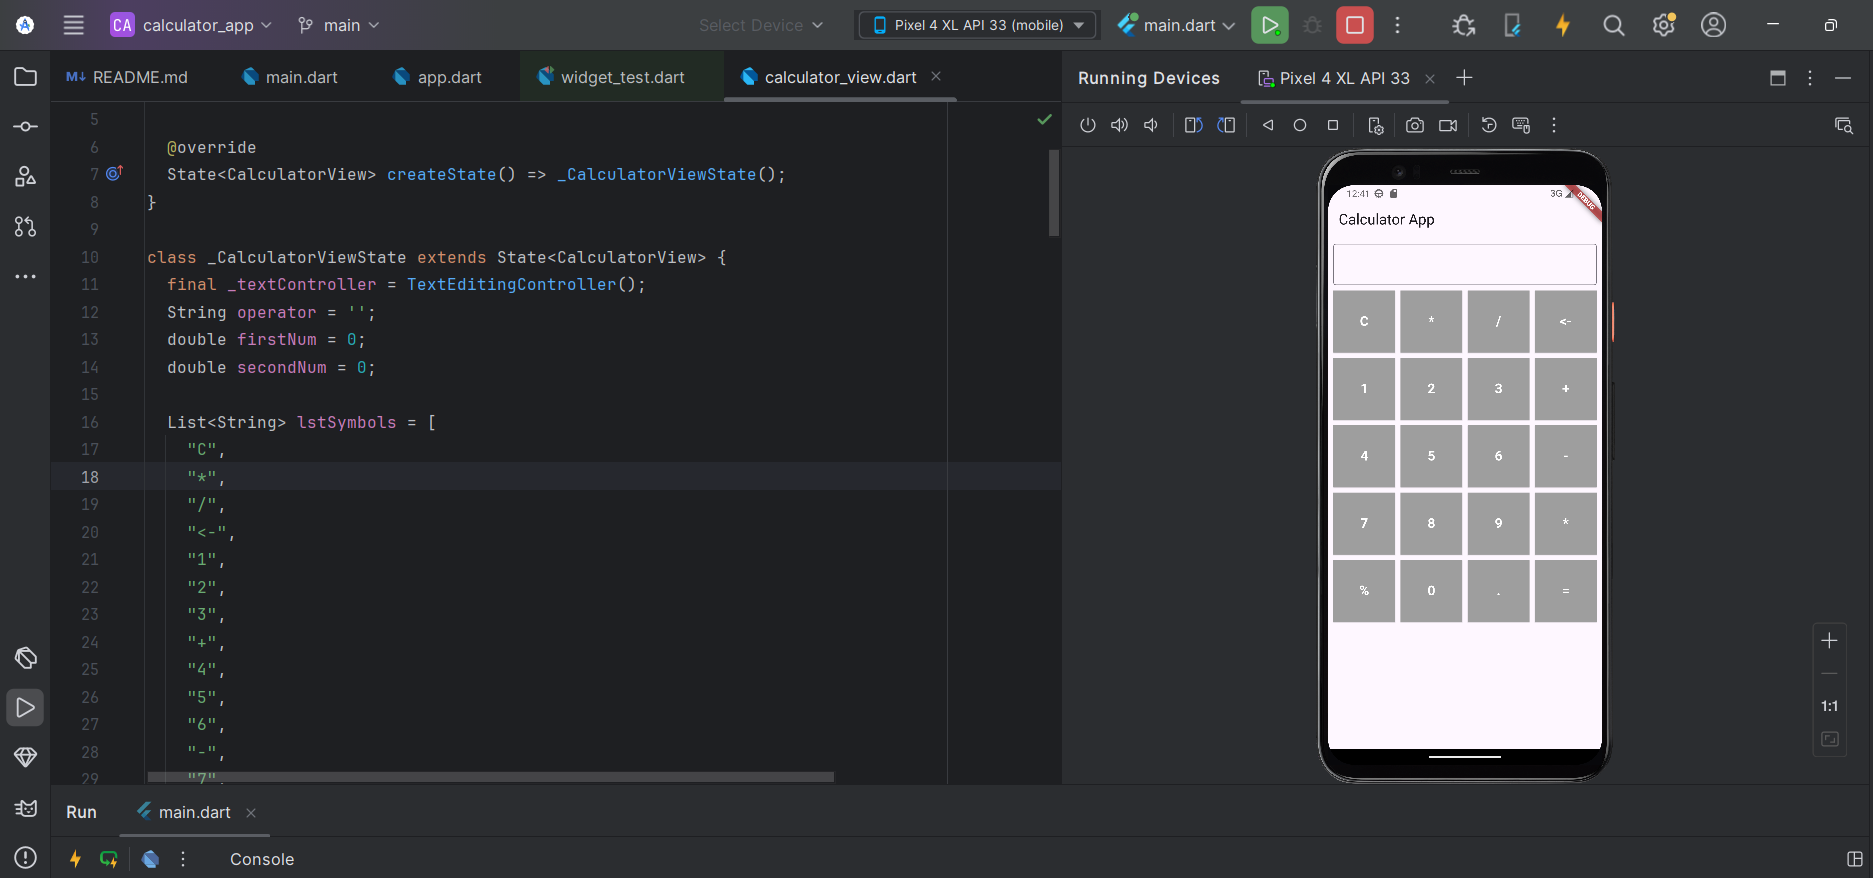 CA calculator_app main Select Device Pixel 4 XL API 33 (mobile) main.dart
M↓ README.md main.dart app.dart widget_test.dart calculator_view.dart
5
6 @override
7 State<CalculatorView> createState() => _CalculatorViewState();
8 }
9
10 class _CalculatorViewState extends State<CalculatorView> {
11 final _textController = TextEditingController();
12 String operator = '';
13 double firstNum = 0;
14 double secondNum = 0;
15
16 List<String> lstSymbols = [
17 "C",
18 "*",
19 "/",
20 "<-",
21 "1",
22 "2",
23 "3",
24 "+",
25 "4",
26 "5",
27 "6",
28 "-",
29 "7",
Running Devices Pixel 4 XL API 33
12:41 3G
DEBUG
Calculator App
C * / <-
1 2 3 +
4 5 6 -
7 8 9 *
% 0 . =
1:1
Run main.dart
Console